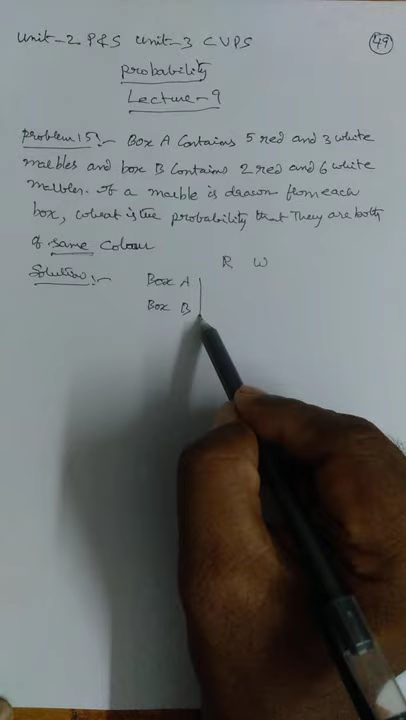 Unit-2 P&S Unit-3 CVPS
49
Probability
Lecture-9
Problem 15:- Box A Contains 5 red and 3 white
marbles and box B Contains 2 red and 6 white
marbles. If a marble is drawn from each
box, what is the probability that They are both
of same Colour
R W
Solution:-
Box A
Box B